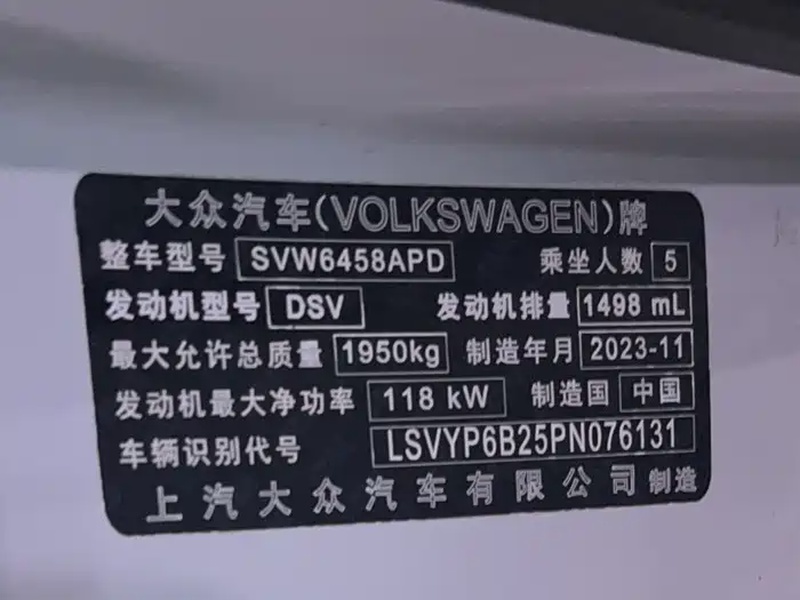 大众汽车(VOLKSWAGEN)牌
整车型号 SVW6458APD 乘坐人数 5
发动机型号 DSV 发动机排量 1498 mL
最大允许总质量 1950kg 制造年月 2023-11
发动机最大净功率 118 kW 制造国 中国
车辆识别代号 LSVYP6B25PN076131
上汽大众汽车有限公司 制造